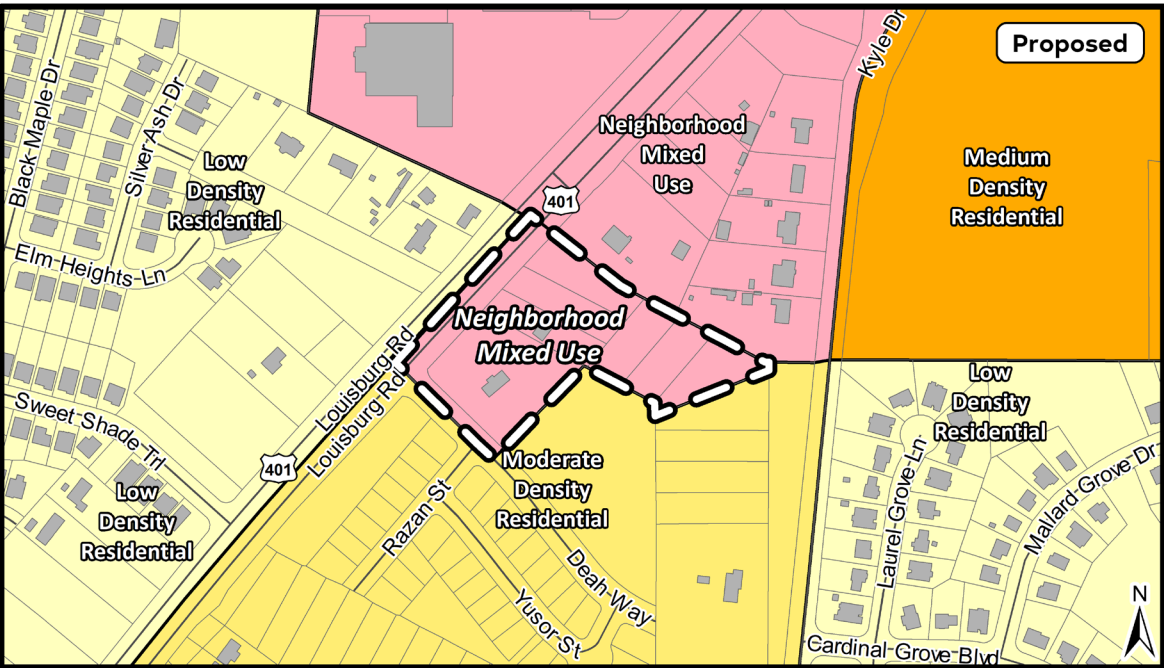 Proposed
Kyle Dr
Black-Maple-Dr
Silver-Ash-Dr
Neighborhood
Mixed
Use
Low
Density
Residential
Medium
Density
Residential
401
Elm-Heights-Ln
Neighborhood
Mixed Use
Louisburg-Rd
Louisburg-Rd
Low
Density
Residential
Sweet-Shade-Trl
401
Low
Density
Residential
Moderate
Density
Residential
Razan-St
Yusor-St
Deah-Way
Laurel-Grove-Ln
Mallard-Grove-Dr
Cardinal Grove Blvd
N